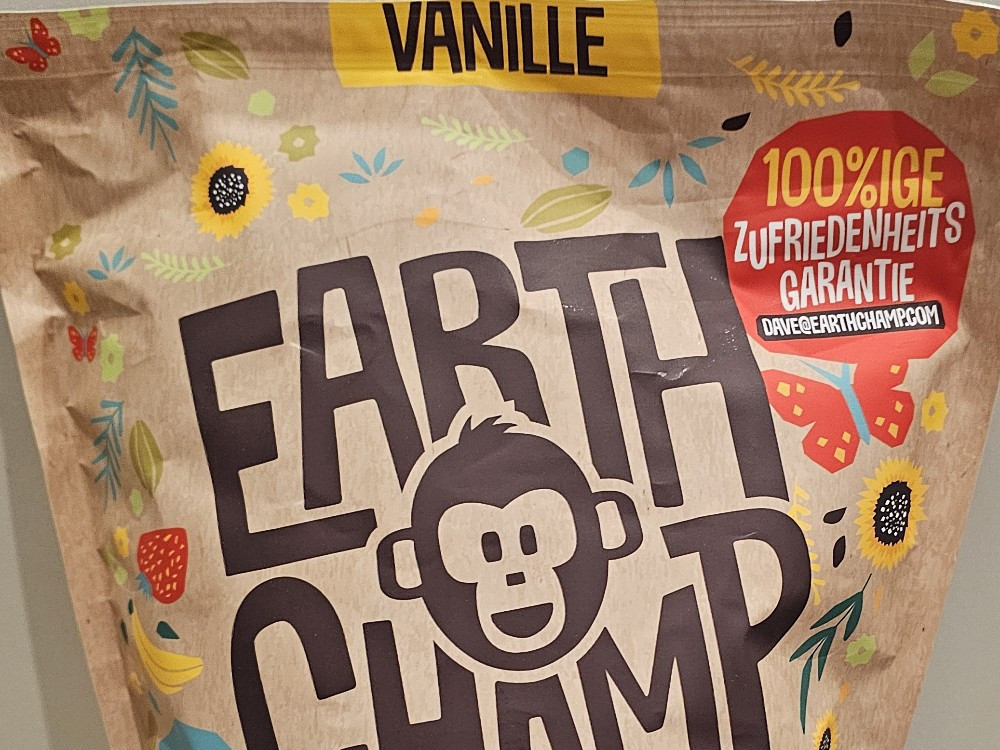 VANILLE
100%IGE
ZUFRIEDENHEITS
GARANTIE
DAVE@EARTHCHAMP.COM
EARTH
CHAMP